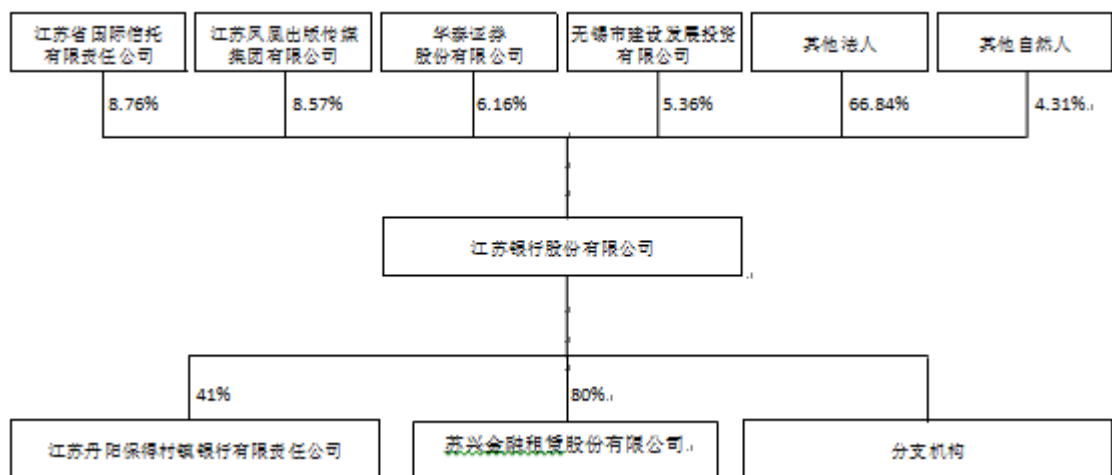 江苏省国际信托
有限责任公司
江苏凤凰出版传媒
集团有限公司
华泰证券
股份有限公司
无锡市建设发展投资
有限公司
其他法人
其他自然人
8.76%
8.57%
6.16%
5.36%
66.84%
4.31%
江苏银行股份有限公司
41%
80%
江苏丹阳保得村镇银行有限责任公司
苏兴金融租赁股份有限公司
分支机构